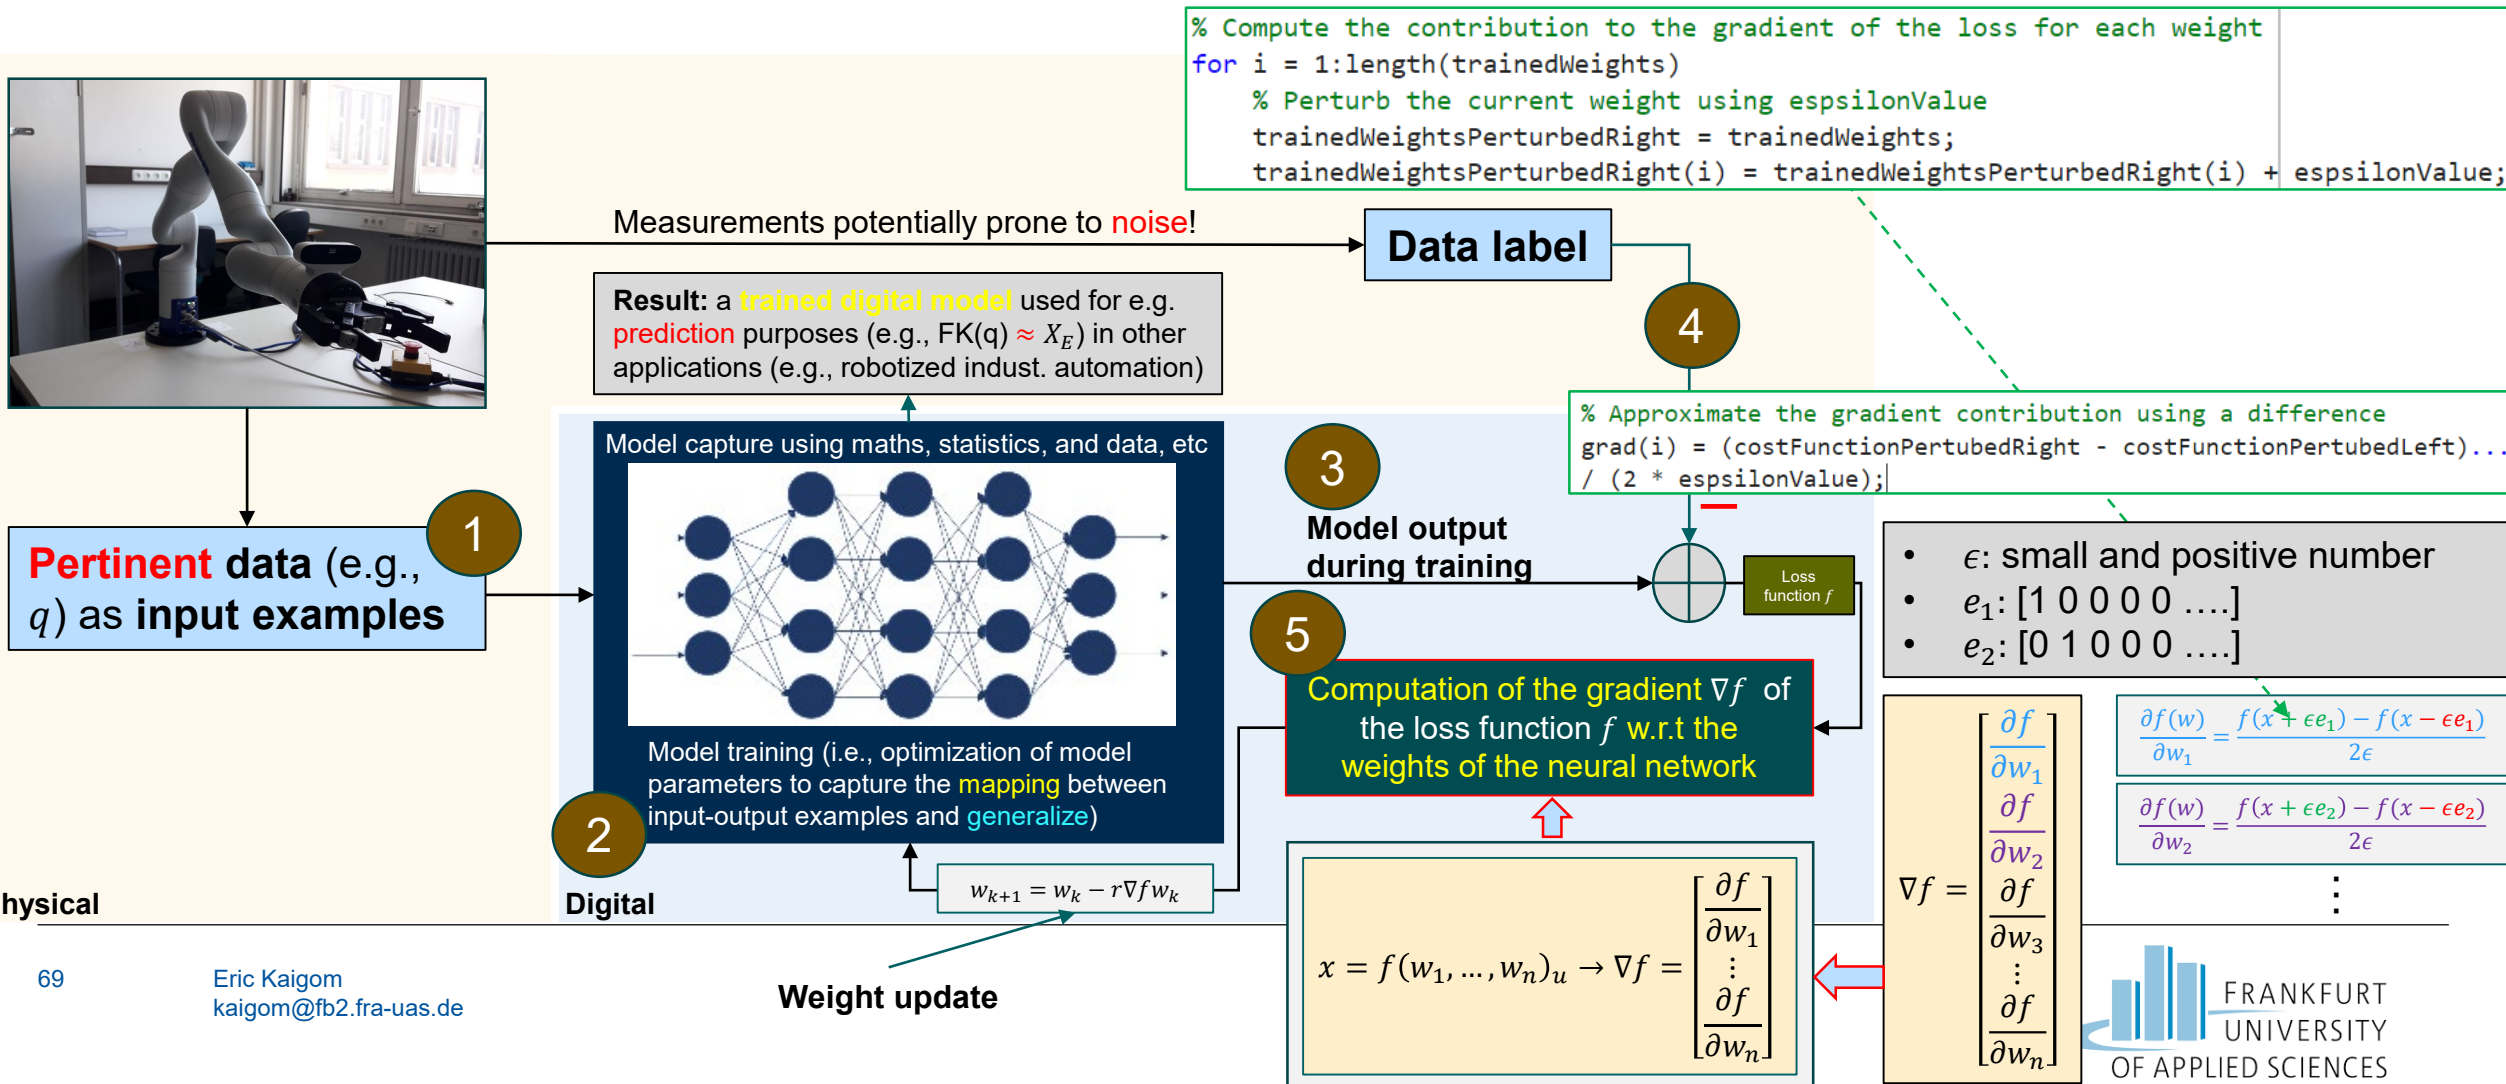 % Compute the contribution to the gradient of the loss for each weight
for i = 1:length(trainedWeights)
% Perturb the current weight using espsilonValue
trainedWeightsPerturbedRight = trainedWeights;
trainedWeightsPerturbedRight(i) = trainedWeightsPerturbedRight(i) + espsilonValue;
Measurements potentially prone to noise!
Data label
Result: a trained digital model used for e.g.
prediction purposes (e.g., FK(q) ≈ X_E) in other
applications (e.g., robotized indust. automation)
4
% Approximate the gradient contribution using a difference
grad(i) = (costFunctionPertubedRight - costFunctionPertubedLeft)...
/ (2 * espsilonValue);
Model capture using maths, statistics, and data, etc
3
Model output
during training
1
Pertinent data (e.g.,
q) as input examples
Loss
function f
• ϵ: small and positive number
• e₁: [1 0 0 0 0 ….]
• e₂: [0 1 0 0 0 ….]
5
Computation of the gradient ∇f of
the loss function f w.r.t the
weights of the neural network
Model training (i.e., optimization of model
parameters to capture the mapping between
input-output examples and generalize)
2
∂f(w)/∂w₁ = (f(x + ϵe₁) − f(x − ϵe₁))/2ϵ
∂f(w)/∂w₂ = (f(x + ϵe₂) − f(x − ϵe₂))/2ϵ
⋮
∇f = [∂f/∂w₁ ∂f/∂w₂ ∂f/∂w₃ ⋮ ∂f/∂wₙ]
w_{k+1} = w_k − r∇f w_k
hysical
Digital
x = f(w₁, … , wₙ)ᵤ → ∇f = [∂f/∂w₁ ⋮ ∂f/∂wₙ]
Weight update
69
Eric Kaigom
kaigom@fb2.fra-uas.de
FRANKFURT
UNIVERSITY
OF APPLIED SCIENCES